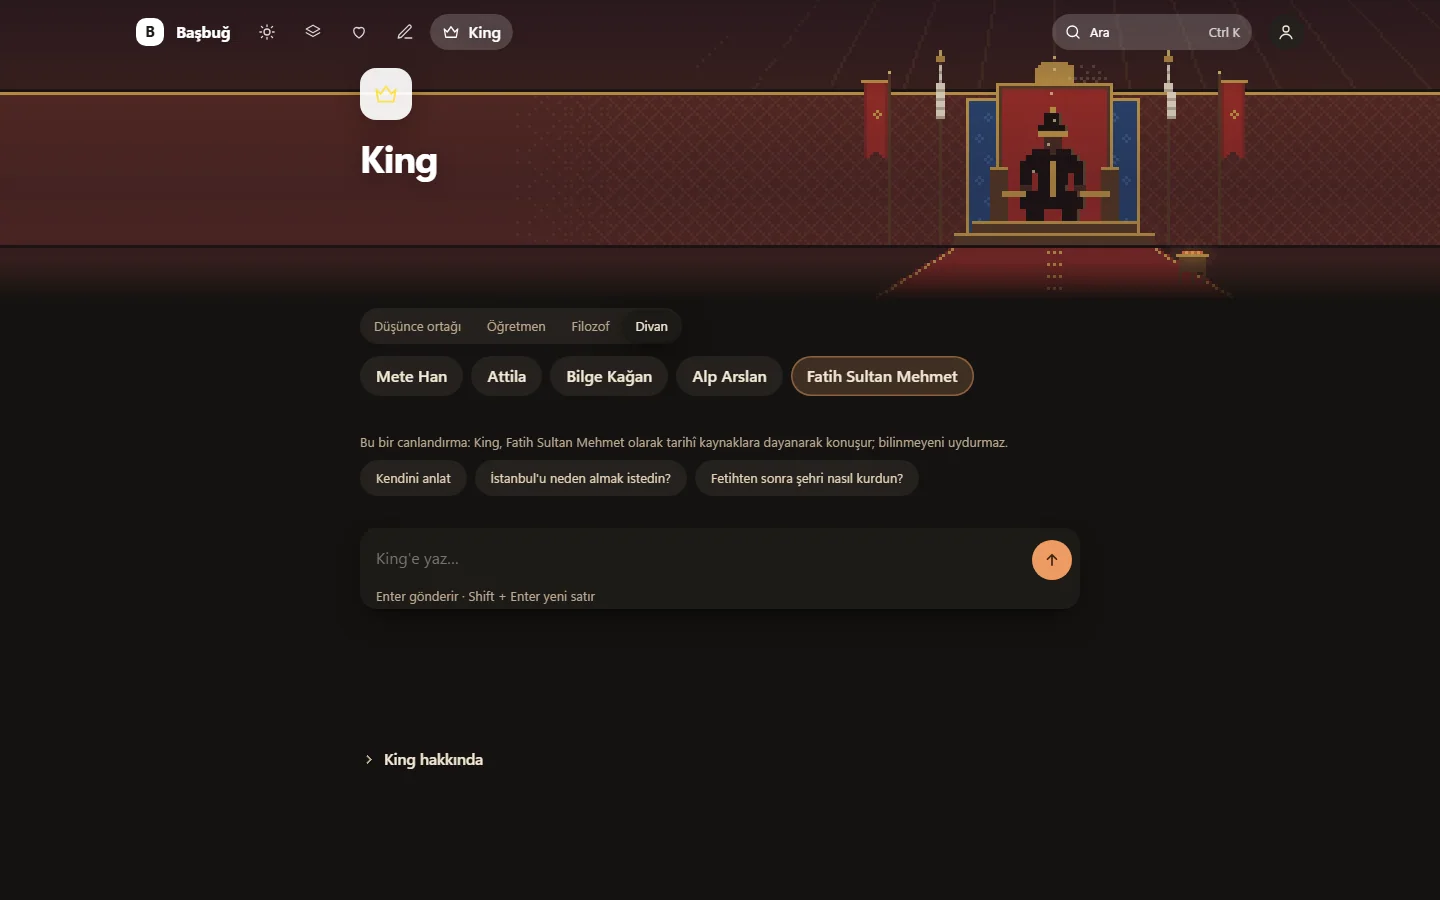 B Başbuğ King Ara Ctrl K
King
Düşünce ortağı Öğretmen Filozof Divan
Mete Han Attila Bilge Kağan Alp Arslan Fatih Sultan Mehmet
Bu bir canlandırma: King, Fatih Sultan Mehmet olarak tarihî kaynaklara dayanarak konuşur; bilinmeyeni uydurmaz.
Kendini anlat İstanbul'u neden almak istedin? Fetihten sonra şehri nasıl kurdun?
King'e yaz...
Enter gönderir · Shift + Enter yeni satır
King hakkında